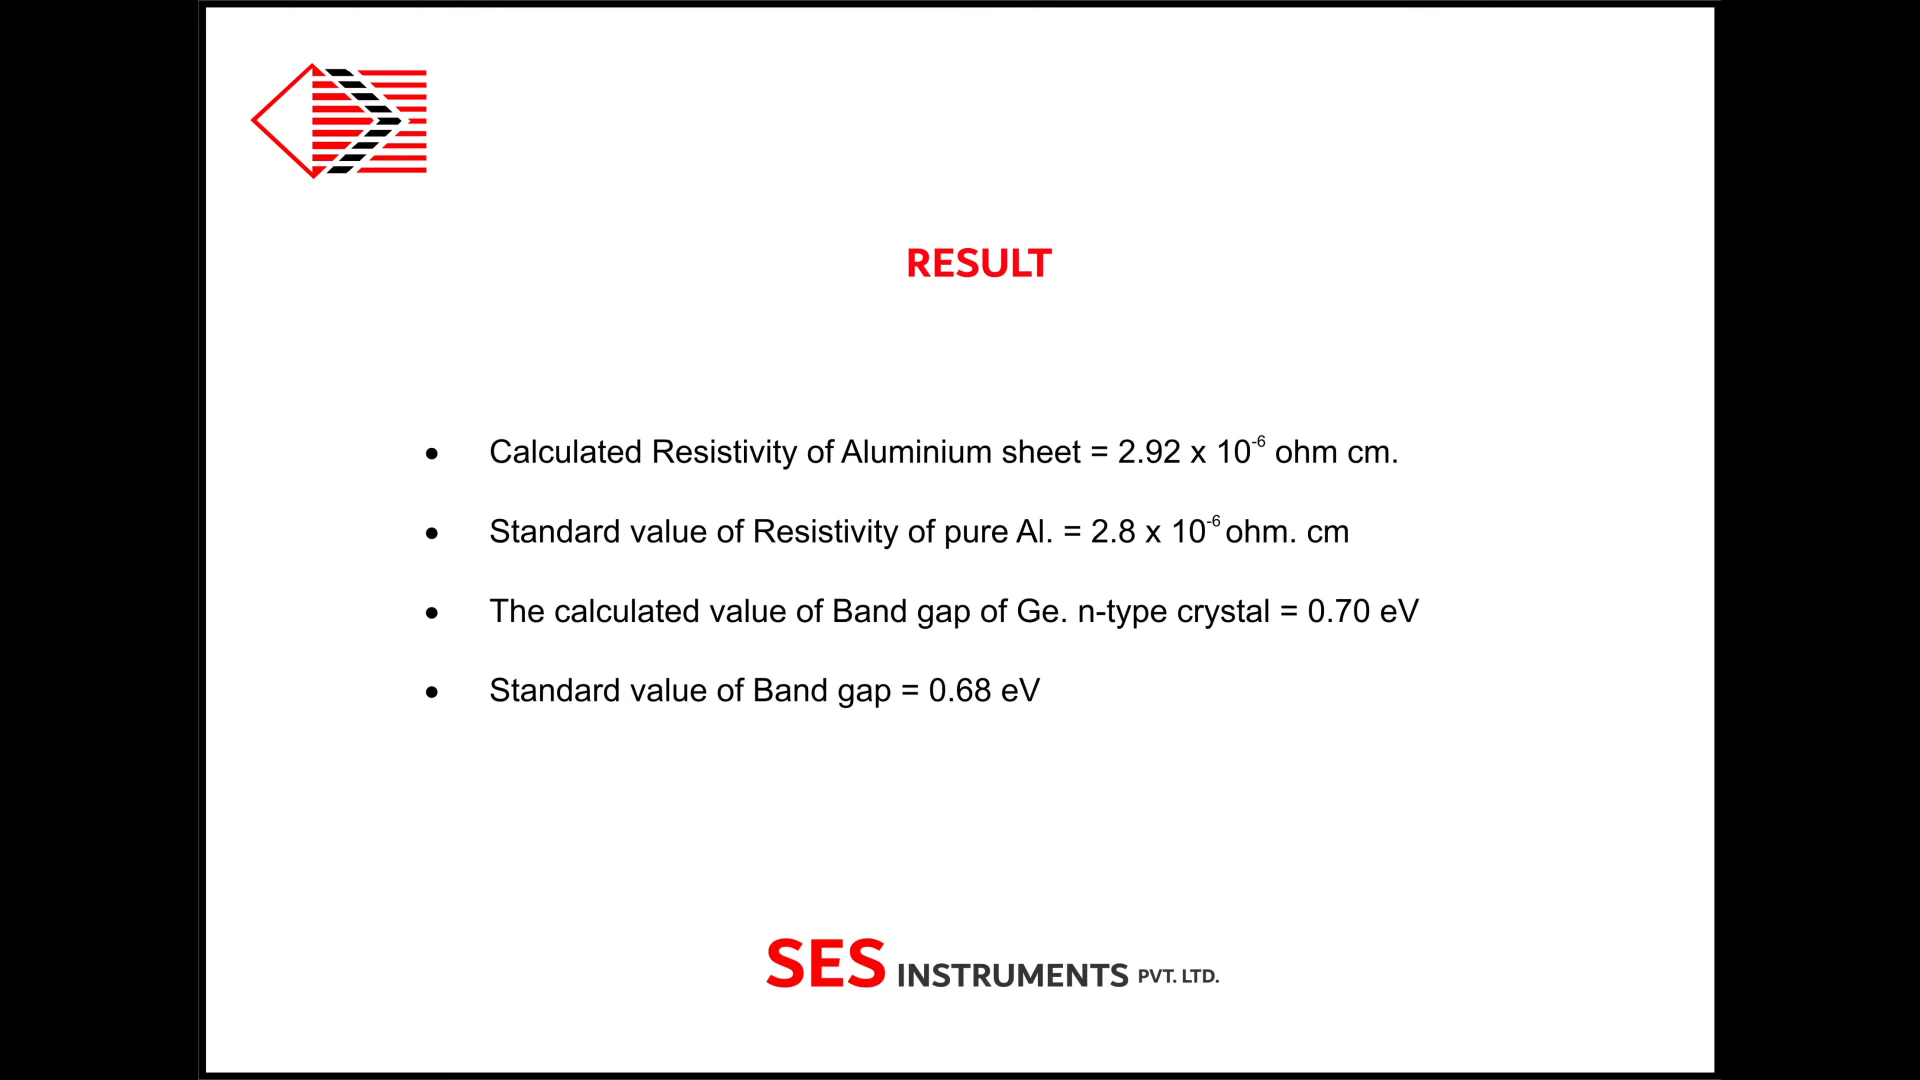 RESULT
• Calculated Resistivity of Aluminium sheet = 2.92 x 10⁻⁶ ohm cm.
• Standard value of Resistivity of pure Al. = 2.8 x 10⁻⁶ ohm. cm
• The calculated value of Band gap of Ge. n-type crystal = 0.70 eV
• Standard value of Band gap = 0.68 eV
SES INSTRUMENTS PVT. LTD.